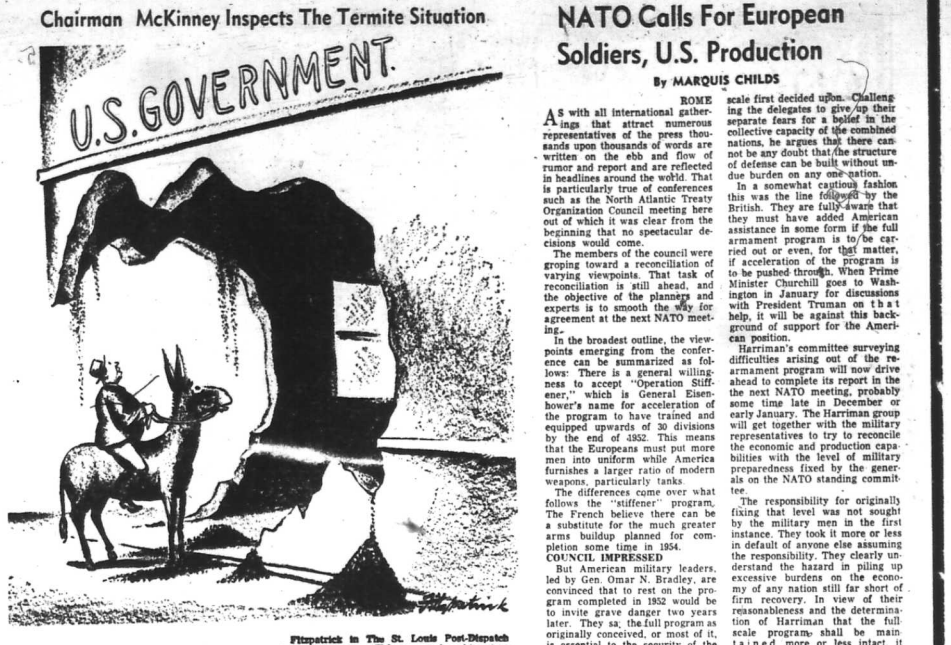 Chairman McKinney Inspects The Termite Situation
U.S. GOVERNMENT.
Fitzpatrick
Fitzpatrick in The St. Louis Post-Dispatch
NATO Calls For European
Soldiers, U.S. Production
By MARQUIS CHILDS
ROME
AS with all international gather-
ings that attract numerous
representatives of the press thou-
sands upon thousands of words are
written on the ebb and flow of
rumor and report and are reflected
in headlines around the world. That
is particularly true of conferences
such as the North Atlantic Treaty
Organization Council meeting here
out of which it was clear from the
beginning that no spectacular de-
cisions would come.
The members of the council were
groping toward a reconciliation of
varying viewpoints. That task of
reconciliation is still ahead, and
the objective of the planners and
experts is to smooth the way for
agreement at the next NATO meet-
ing.
In the broadest outline, the view-
points emerging from the confer-
ence can be summarized as fol-
lows: There is a general willing-
ness to accept "Operation Stiff-
ener," which is General Eisen-
hower's name for acceleration of
the program to have trained and
equipped upwards of 30 divisions
by the end of 1952. This means
that the Europeans must put more
men into uniform while America
furnishes a larger ratio of modern
weapons, particularly tanks.
The differences come over what
follows the "stiffener" program.
The French believe there can be
a substitute for the much greater
arms buildup planned for com-
pletion some time in 1954.
COUNCIL IMPRESSED
But American military leaders,
led by Gen. Omar N. Bradley, are
convinced that to rest on the pro-
gram completed in 1952 would be
to invite grave danger two years
later. They say the full program as
originally conceived, or most of it,
is essential to the security of the
scale first decided upon. Challeng-
ing the delegates to give up their
separate fears for a belief in the
collective capacity of the combined
nations, he argues that there can-
not be any doubt that the structure
of defense can be built without un-
due burden on any one nation.
In a somewhat cautious fashion
this was the line followed by the
British. They are fully aware that
they must have added American
assistance in some form if the full
armament program is to be car-
ried out or even, for that matter,
if acceleration of the program is
to be pushed through. When Prime
Minister Churchill goes to Wash-
ington in January for discussions
with President Truman on that
help, it will be against this back-
ground of support for the Ameri-
can position.
Harriman's committee surveying
difficulties arising out of the re-
armament program will now drive
ahead to complete its report in the
the next NATO meeting, probably
some time late in December or
early January. The Harriman group
will get together with the military
representatives to try to reconcile
the economic and production capa-
bilities with the level of military
preparedness fixed by the gener-
als on the NATO standing commit-
tee.
The responsibility for originally
fixing that level was not sought
by the military men in the first
instance. They took it more or less
in default of anyone else assuming
the responsibility. They clearly un-
derstand the hazard in piling up
excessive burdens on the econo-
my of any nation still far short of
firm recovery. In view of their
reasonableness and the determina-
tion of Harriman that the full-
scale program shall be main-
tained, more or less intact, it